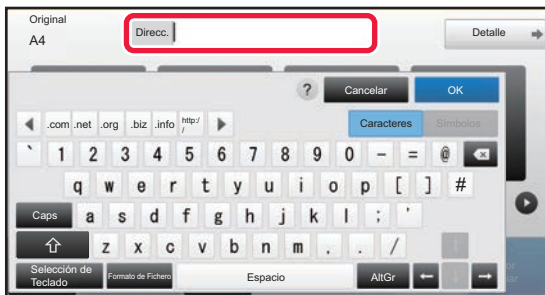 Original
A4
Direcc.
Detalle
?
Cancelar
OK
.com .net .org .biz .info http:/
/
Caracteres
Símbolos
` 1 2 3 4 5 6 7 8 9 0 - = @
q w e r t y u i o p [ ] #
Caps a s d f g h j k l ; '
z x c v b n m , . /
Selección de
Teclado
Formato de Fichero
Espacio
AltGr